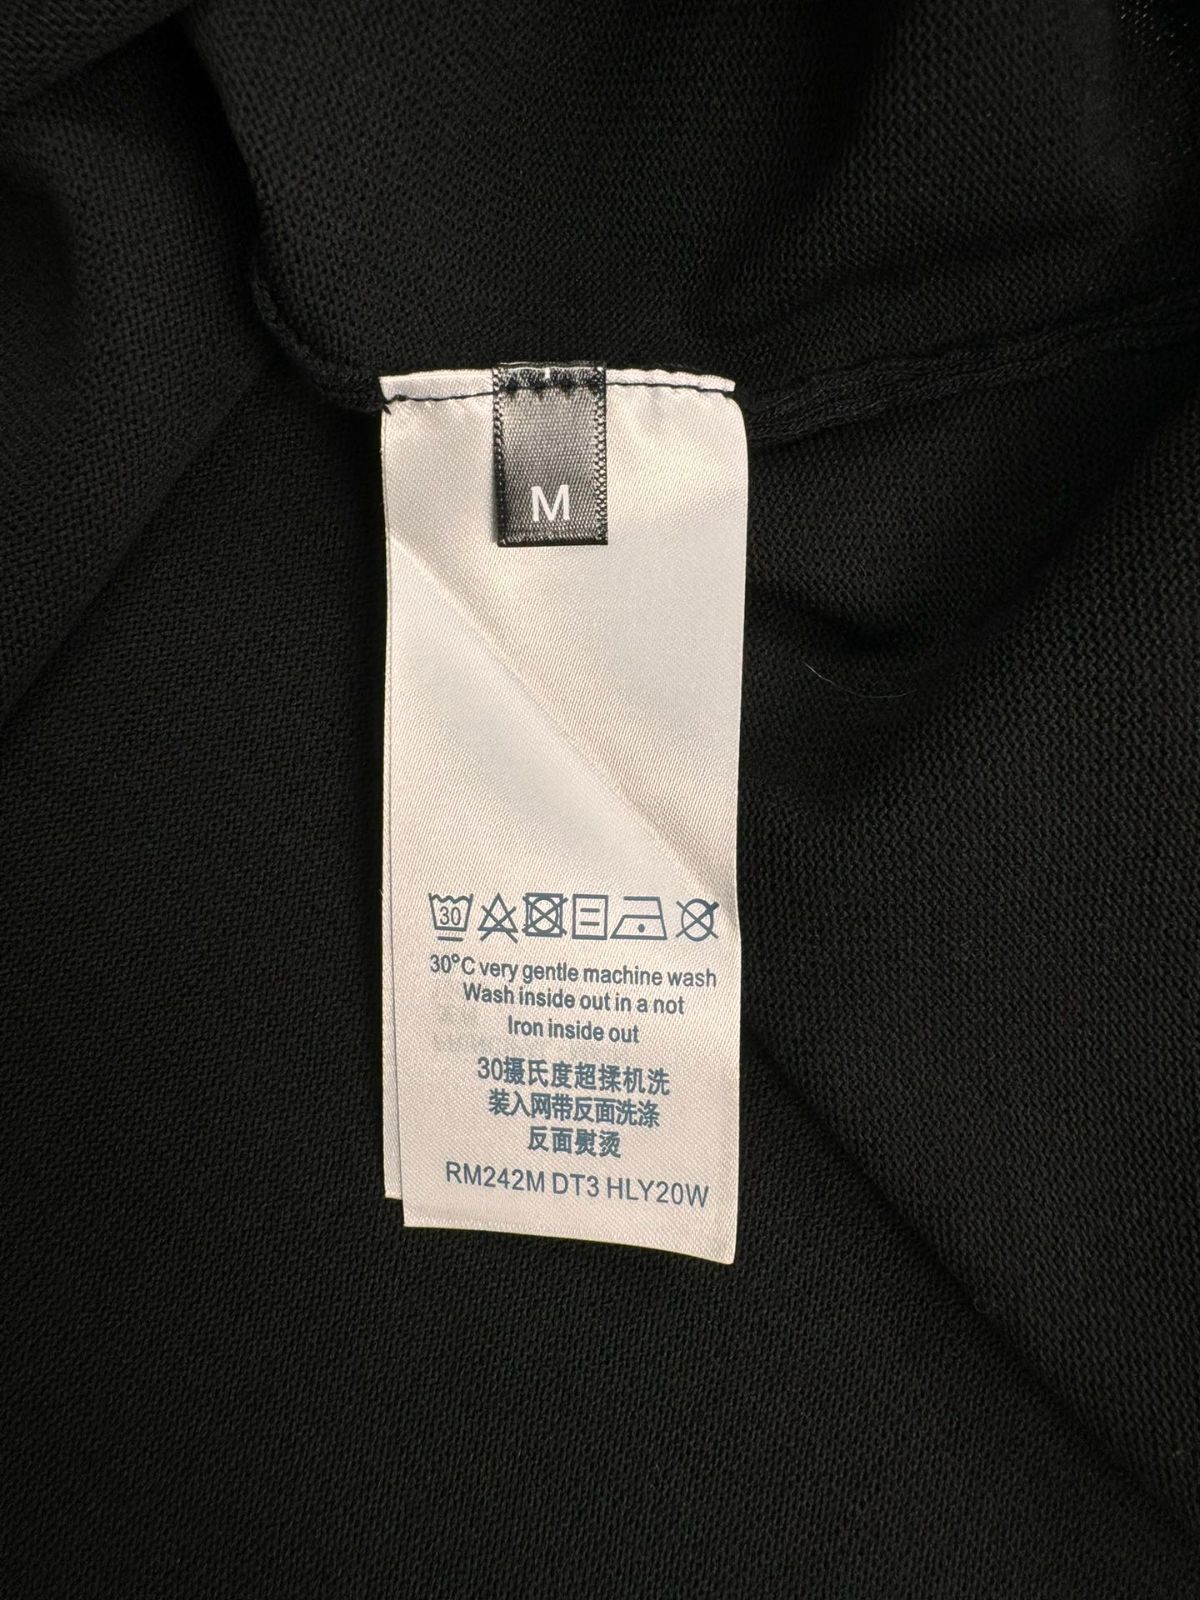 M
30
30°C very gentle machine wash
Wash inside out in a not
Iron inside out
30摄氏度超揉机洗
装入网带反面洗涤
反面熨烫
RM242M DT3 HLY20W